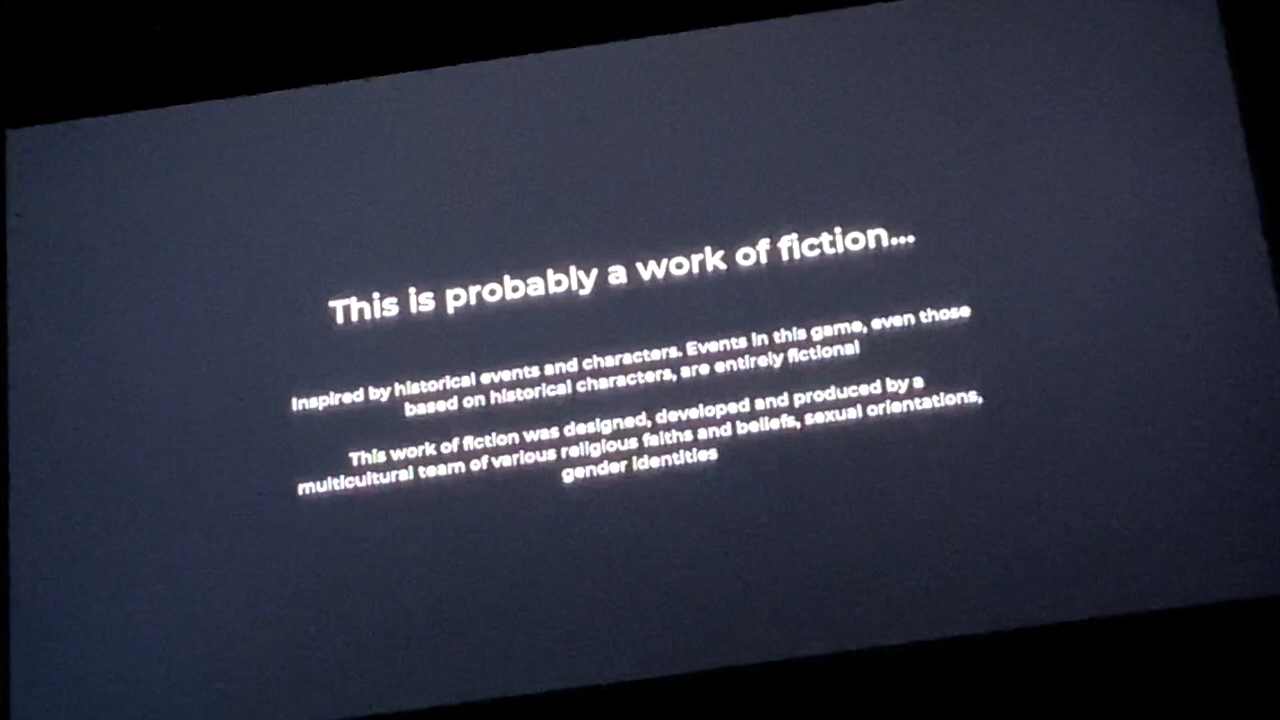 This is probably a work of fiction...
Inspired by historical events and characters. Events in this game, even those
based on historical characters, are entirely fictional
This work of fiction was designed, developed and produced by a
multicultural team of various religious faiths and beliefs, sexual orientations,
gender identities